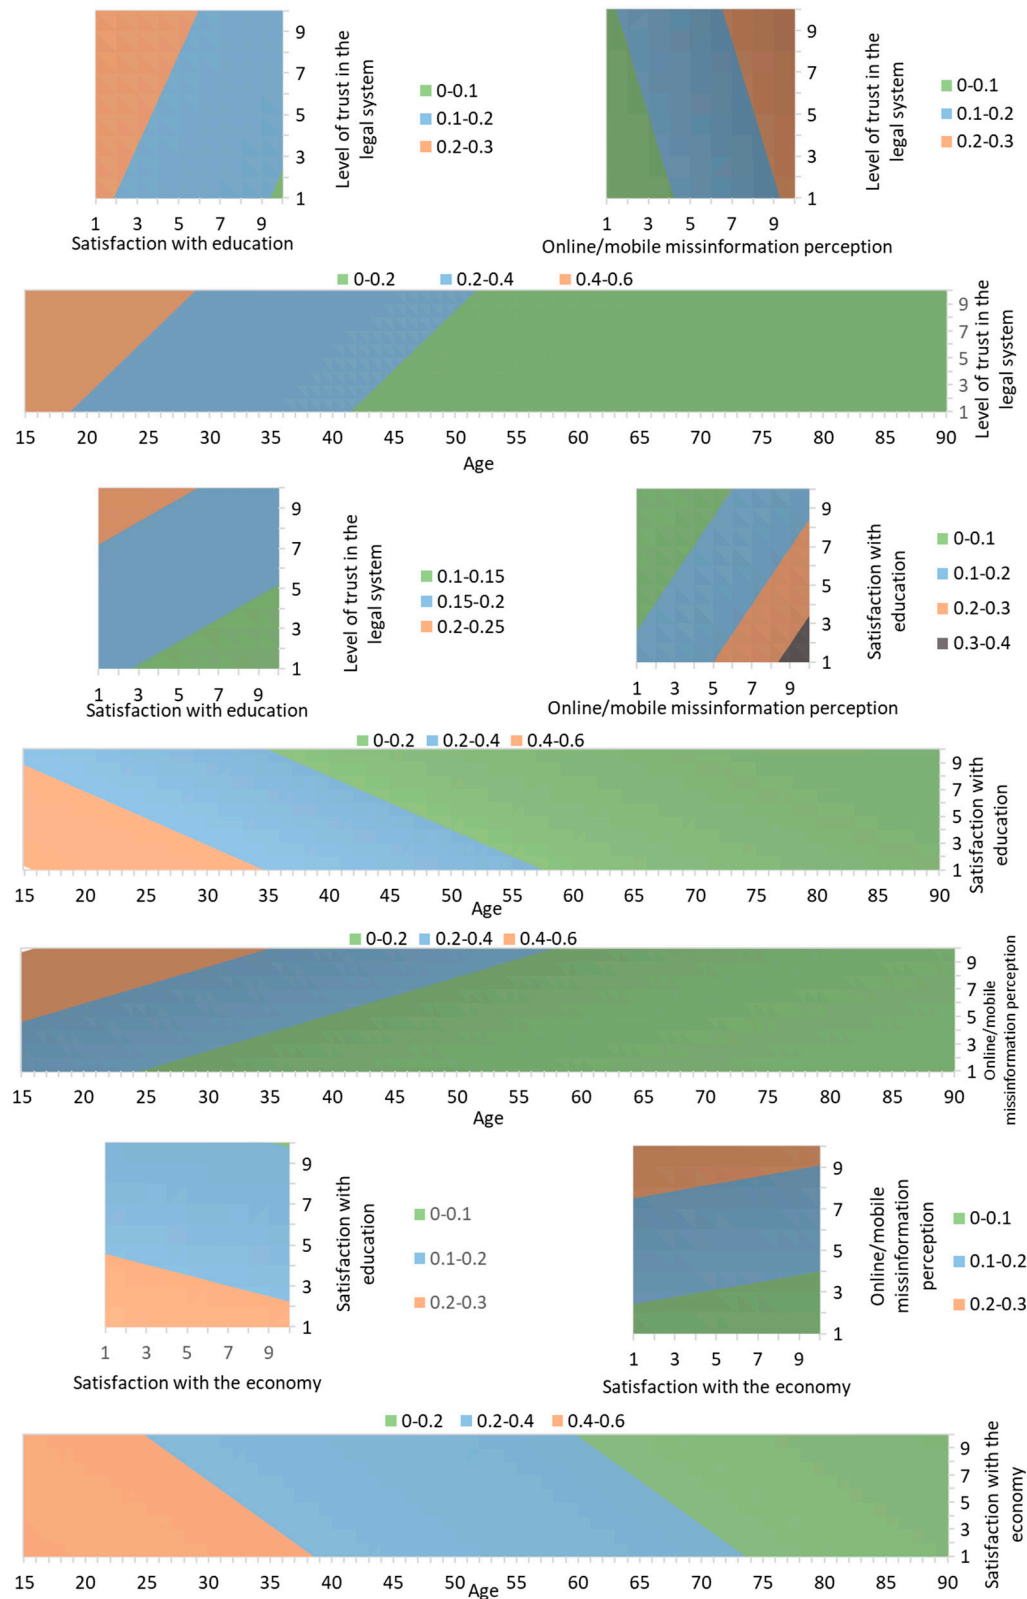 9
7
5
3
1
Level of trust in the
legal system
0-0.1
0.1-0.2
0.2-0.3
1 3 5 7 9
Satisfaction with education
9
7
5
3
1
Level of trust in the
legal system
0-0.1
0.1-0.2
0.2-0.3
1 3 5 7 9
Online/mobile missinformation perception
0-0.2 0.2-0.4 0.4-0.6
9
7
5
3
1
Level of trust in the
legal system
15 20 25 30 35 40 45 50 55 60 65 70 75 80 85 90
Age
9
7
5
3
1
Level of trust in the
legal system
0.1-0.15
0.15-0.2
0.2-0.25
1 3 5 7 9
Satisfaction with education
9
7
5
3
1
Satisfaction with
education
0-0.1
0.1-0.2
0.2-0.3
0.3-0.4
1 3 5 7 9
Online/mobile missinformation perception
0-0.2 0.2-0.4 0.4-0.6
9
7
5
3
1
Satisfaction with
education
15 20 25 30 35 40 45 50 55 60 65 70 75 80 85 90
Age
0-0.2 0.2-0.4 0.4-0.6
9
7
5
3
1
Online/mobile
missinformation perception
15 20 25 30 35 40 45 50 55 60 65 70 75 80 85 90
Age
9
7
5
3
1
Satisfaction with
education
0-0.1
0.1-0.2
0.2-0.3
1 3 5 7 9
Satisfaction with the economy
9
7
5
3
1
Online/mobile
missinformation
perception
0-0.1
0.1-0.2
0.2-0.3
1 3 5 7 9
Satisfaction with the economy
0-0.2 0.2-0.4 0.4-0.6
9
7
5
3
1
Satisfaction with the
economy
15 20 25 30 35 40 45 50 55 60 65 70 75 80 85 90
Age